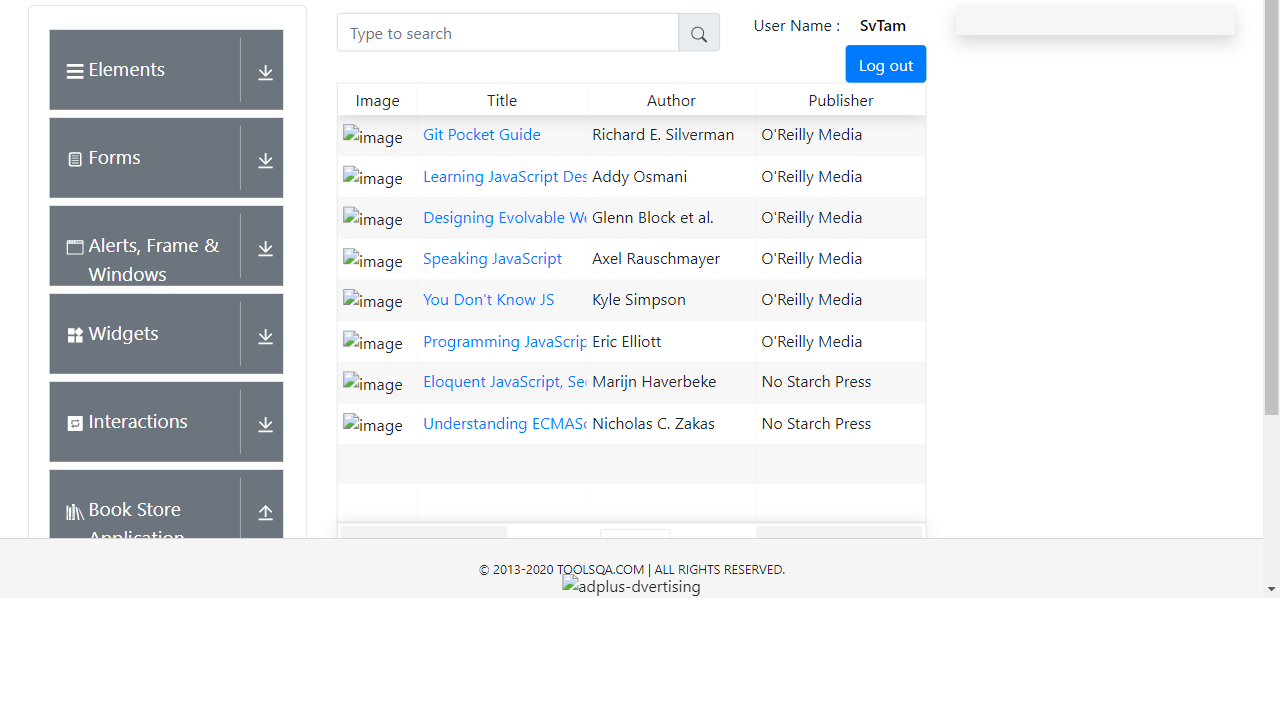 Elements
Forms
Alerts, Frame &
Windows
Widgets
Interactions
Book Store
Application
Type to search
User Name : SvTam
Log out
Image Title Author Publisher
image Git Pocket Guide Richard E. Silverman O'Reilly Media
image Learning JavaScript Des Addy Osmani O'Reilly Media
image Designing Evolvable We Glenn Block et al. O'Reilly Media
image Speaking JavaScript Axel Rauschmayer O'Reilly Media
image You Don't Know JS Kyle Simpson O'Reilly Media
image Programming JavaScrip Eric Elliott O'Reilly Media
image Eloquent JavaScript, Se Marijn Haverbeke No Starch Press
image Understanding ECMASc Nicholas C. Zakas No Starch Press
© 2013-2020 TOOLSQA.COM | ALL RIGHTS RESERVED.
adplus-dvertising